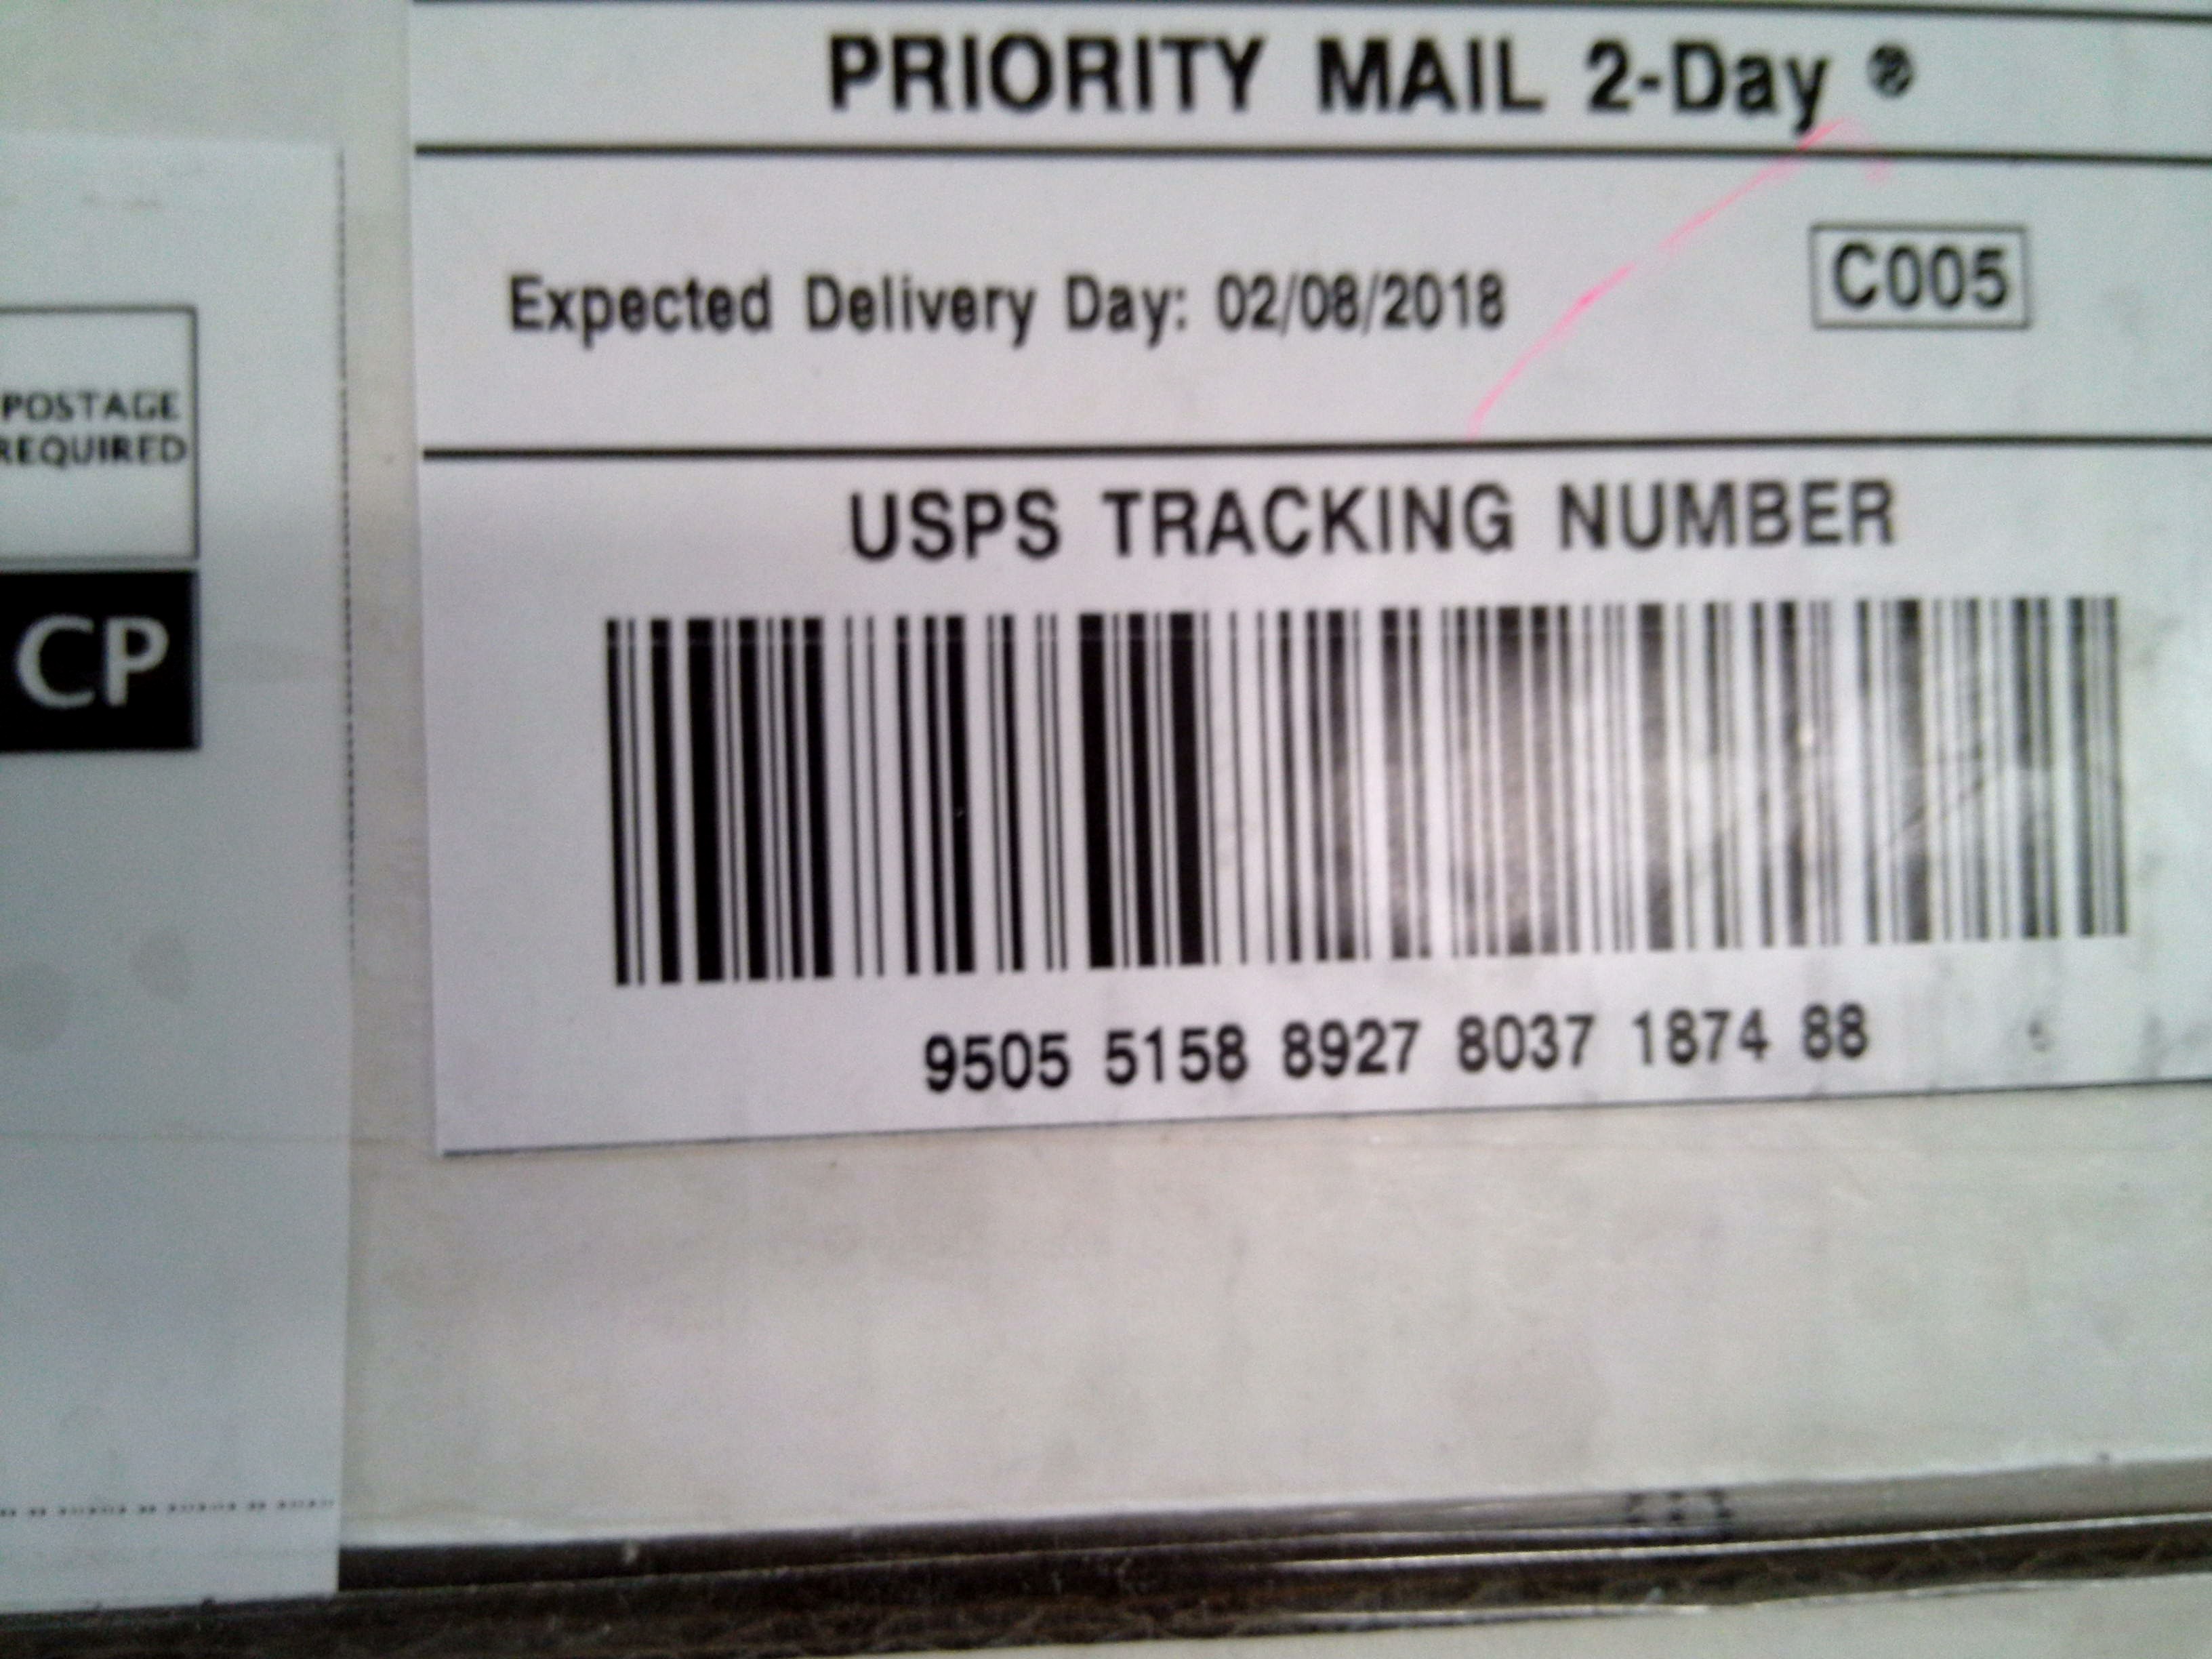 PRIORITY MAIL 2-Day ®
Expected Delivery Day: 02/08/2018
C005
POSTAGE
REQUIRED
CP
USPS TRACKING NUMBER
9505 5158 8927 8037 1874 88